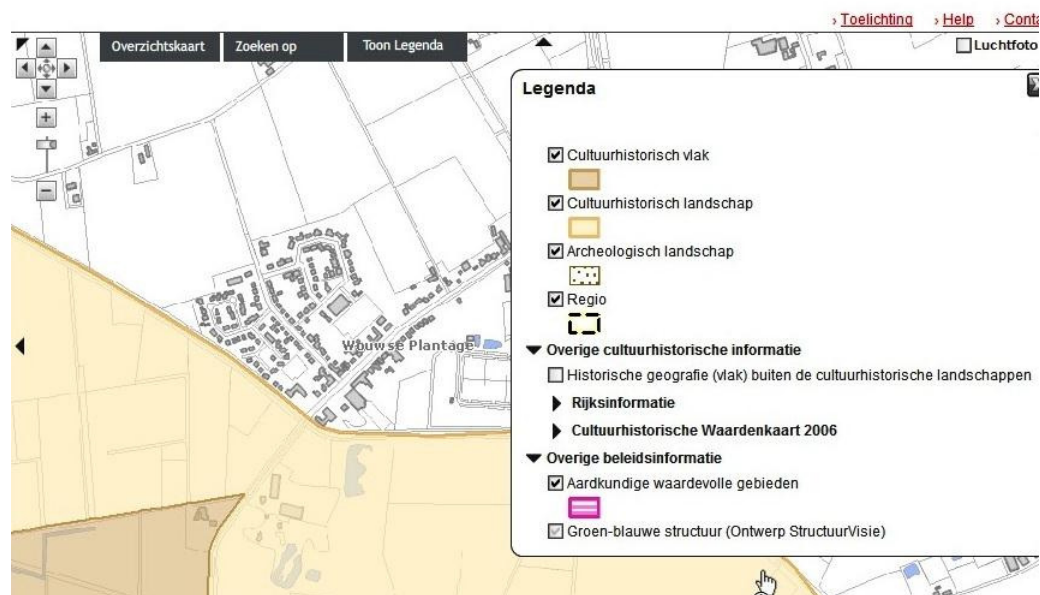 › Toelichting › Help › Conta
Overzichtskaart Zoeken op Toon Legenda
Luchtfoto
Legenda
Cultuurhistorisch vlak
Cultuurhistorisch landschap
Archeologisch landschap
Regio
Wouwse Plantage
Overige cultuurhistorische informatie
Historische geografie (vlak) buiten de cultuurhistorische landschappen
Rijksinformatie
Cultuurhistorische Waardenkaart 2006
Overige beleidsinformatie
Aardkundige waardevolle gebieden
Groen-blauwe structuur (Ontwerp StructuurVisie)